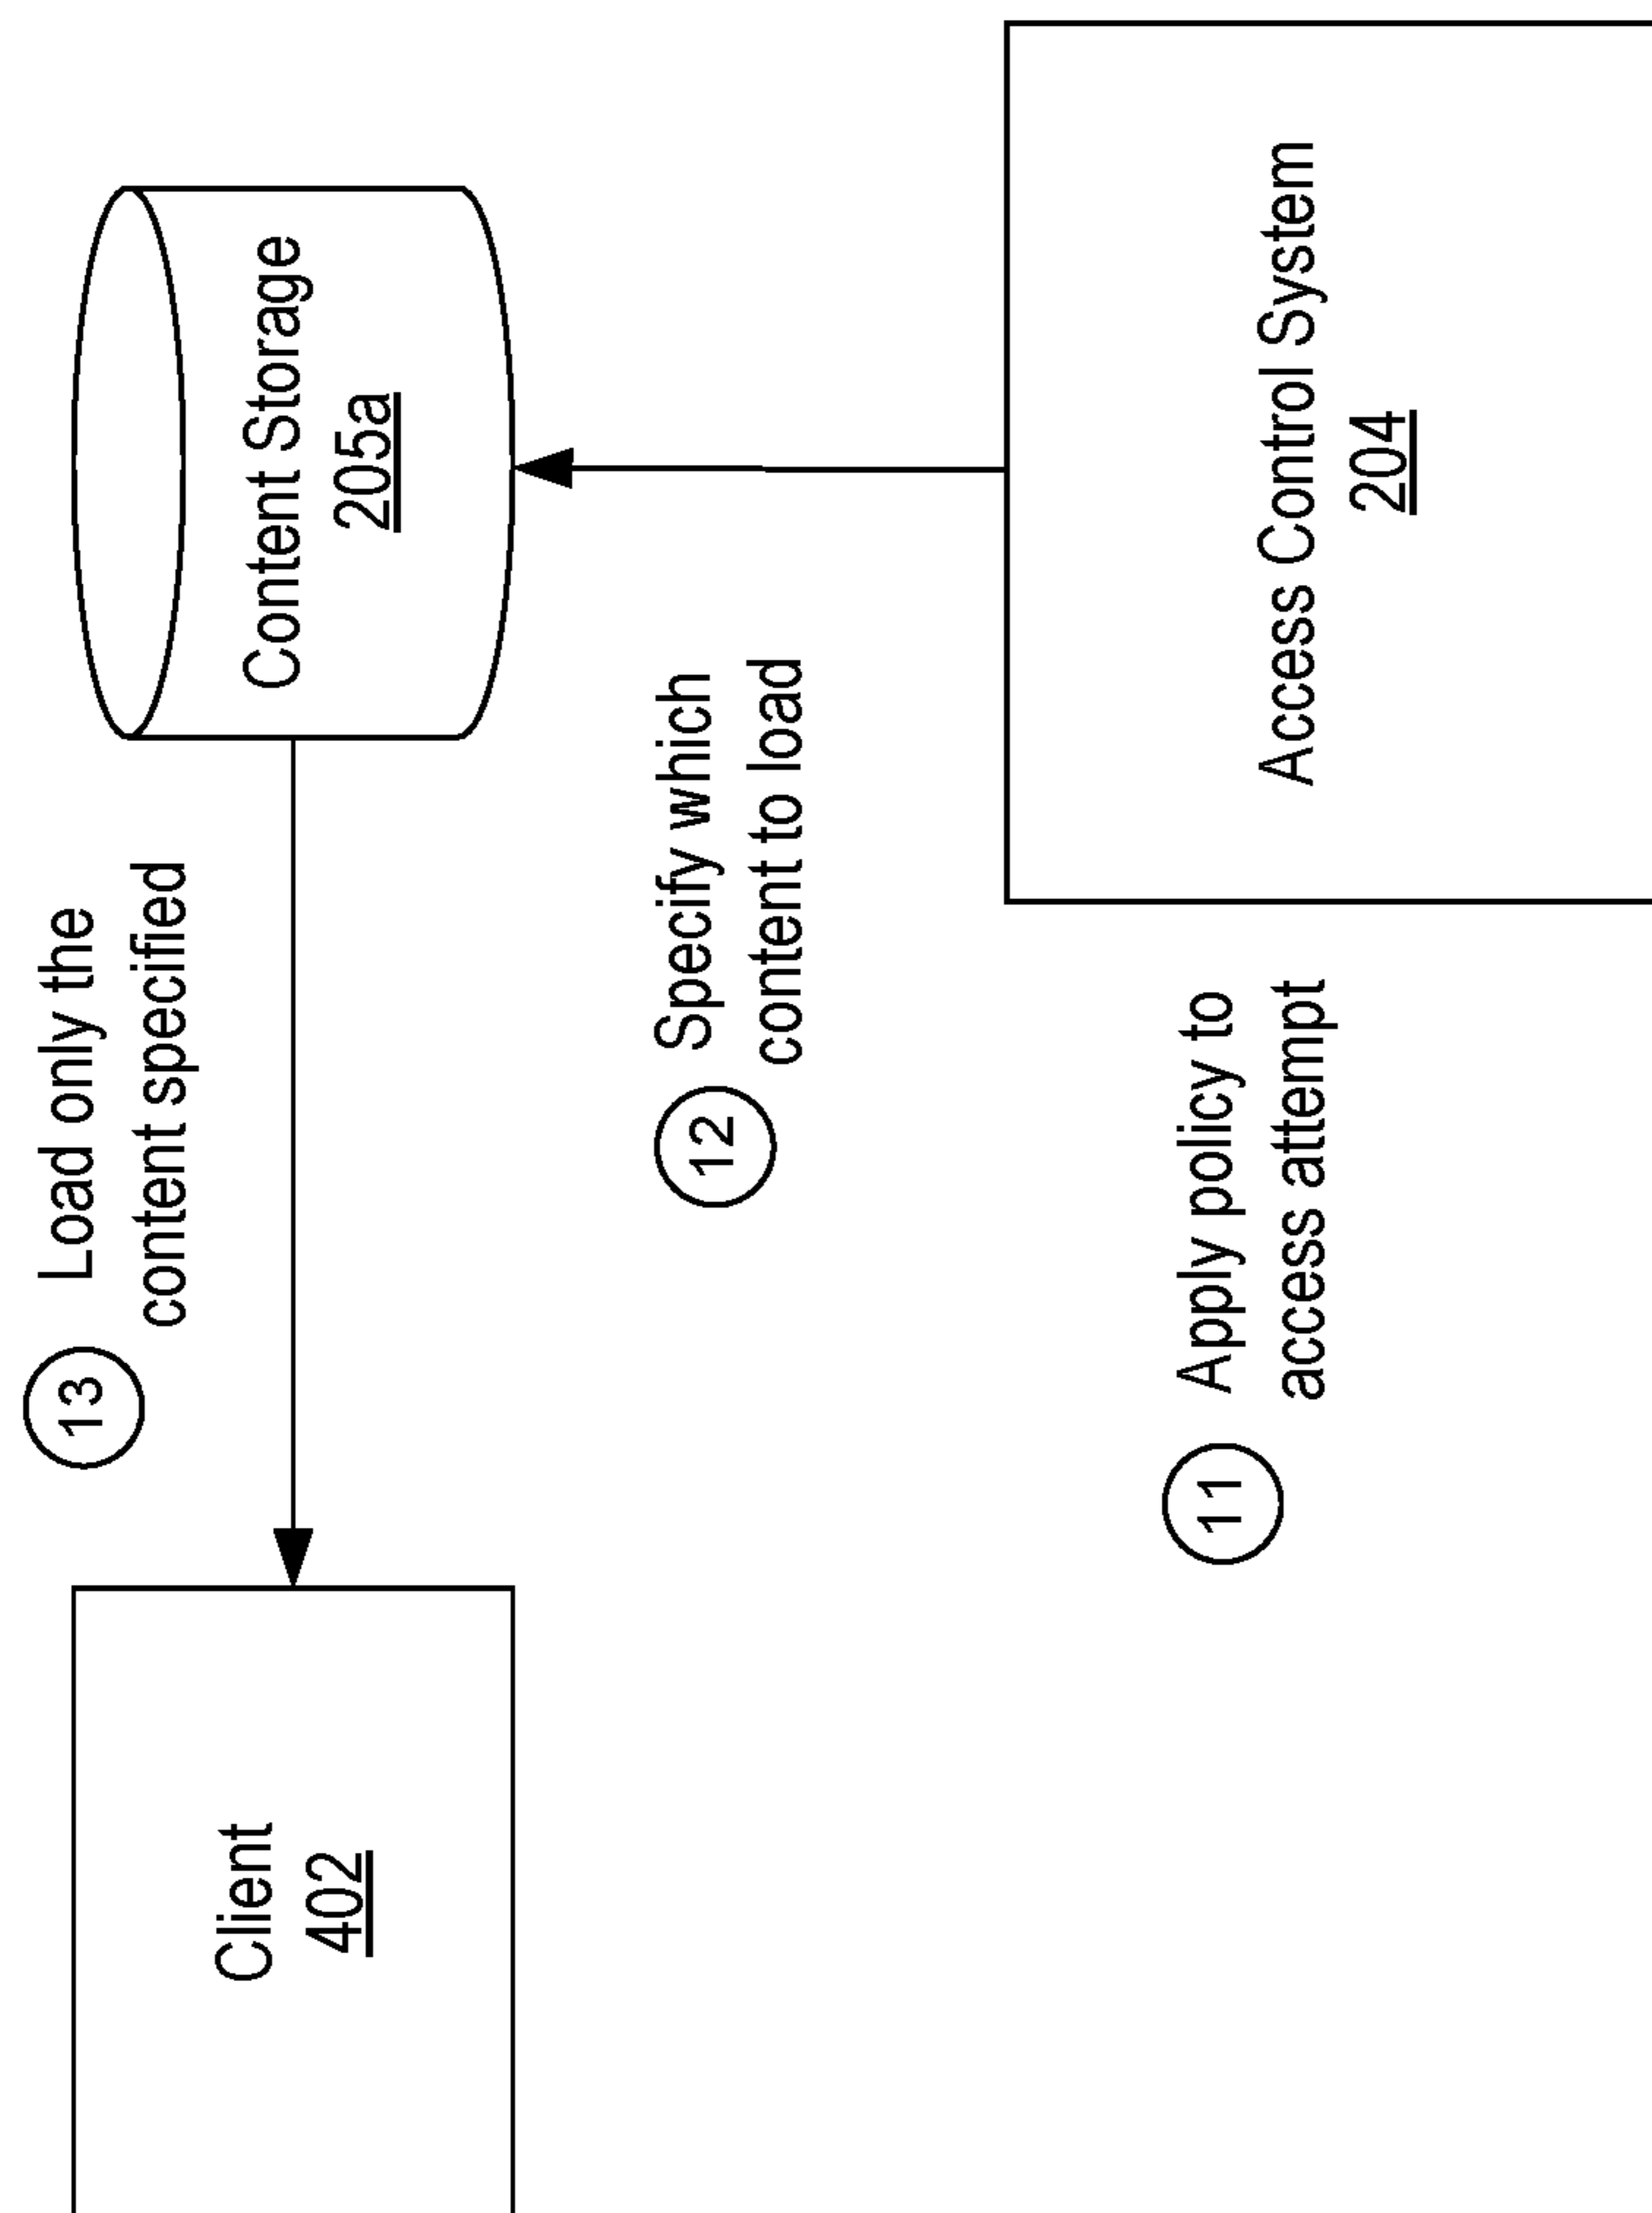 13
Load only the
content specified
Client
402
Content Storage
205a
12
Specify which
content to load
11
Apply policy to
access attempt
Access Control System
204